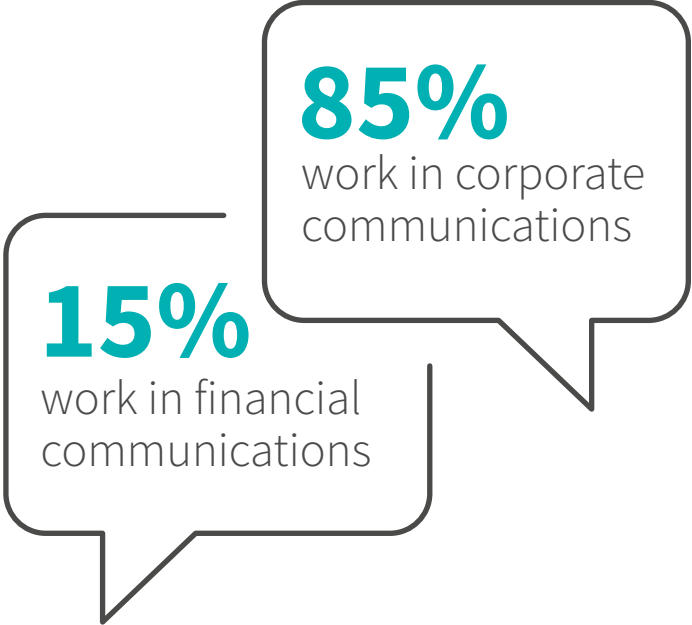 85%
work in corporate
communications
15%
work in financial
communications